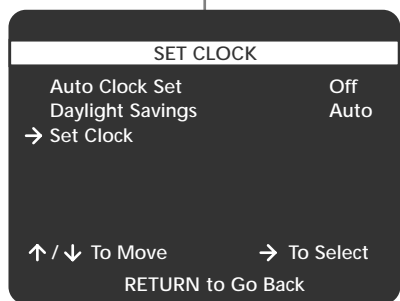 SET CLOCK
Auto Clock Set Off
Daylight Savings Auto
→ Set Clock
↑ / ↓ To Move → To Select
RETURN to Go Back